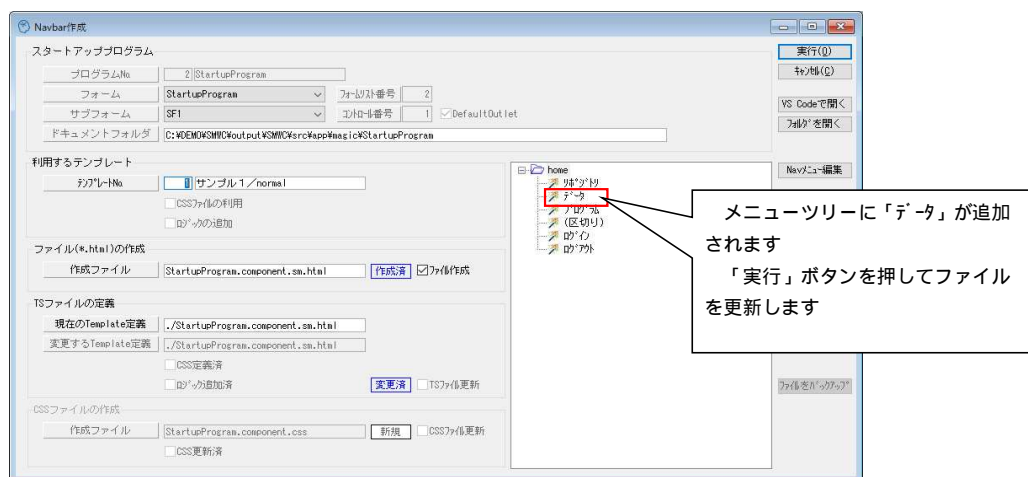 Navbar作成
スタートアッププログラム
プログラムNo 2 StartupProgram
フォーム StartupProgram フォームリスト番号 2
サブフォーム SF1 コントロール番号 1 DefaultOutlet
ドキュメントフォルダ C:¥DEMO¥SMWC¥output¥SMWC¥src¥app¥magic¥StartupProgram
利用するテンプレート
テンプレートNo 1 サンプル1／normal
CSSファイルの利用
ロジックの追加
ファイル(*.html)の作成
作成ファイル StartupProgram.component.sm.html 作成済 ファイル作成
TSファイルの定義
現在のTemplate定義 ./StartupProgram.component.sm.html
変更するTemplate定義 ./StartupProgram.component.sm.html
CSS定義済
ロジック追加済 変更済 TSファイル更新
CSSファイルの作成
作成ファイル StartupProgram.component.css 新規 CSSファイル更新
CSS更新済
home
リポジトリ
データ
プログラム
(区切り)
ログイン
ログアウト
実行(O)
キャンセル(C)
VS Codeで開く
フォルダを開く
Navメニュー編集
ファイルをバックアップ
メニューツリーに「データ」が追加
されます
「実行」ボタンを押してファイル
を更新します